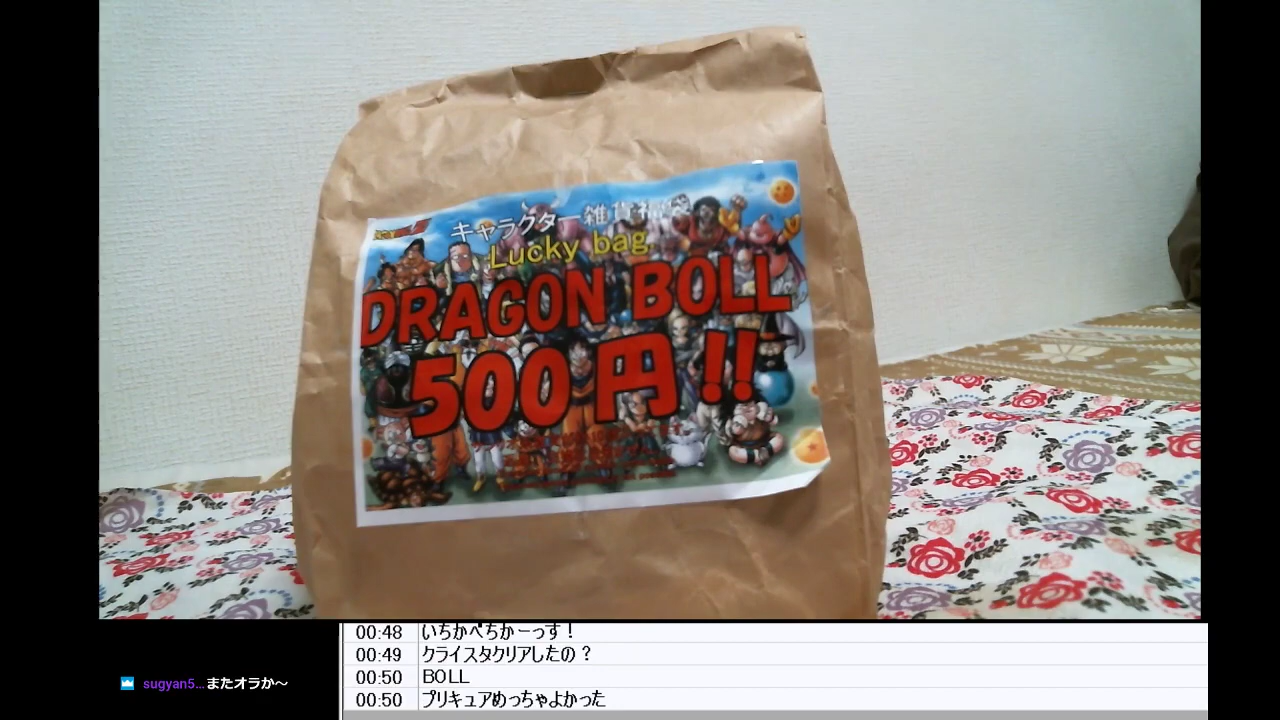 キャラクター雑貨福袋
Lucky bag
DRAGON BOLL
500円!!
00:48 いちかべちかーっす！
00:49 クライスタクリアしたの？
00:50 BOLL
00:50 プリキュアめっちゃよかった
sugyan5...またオラか～